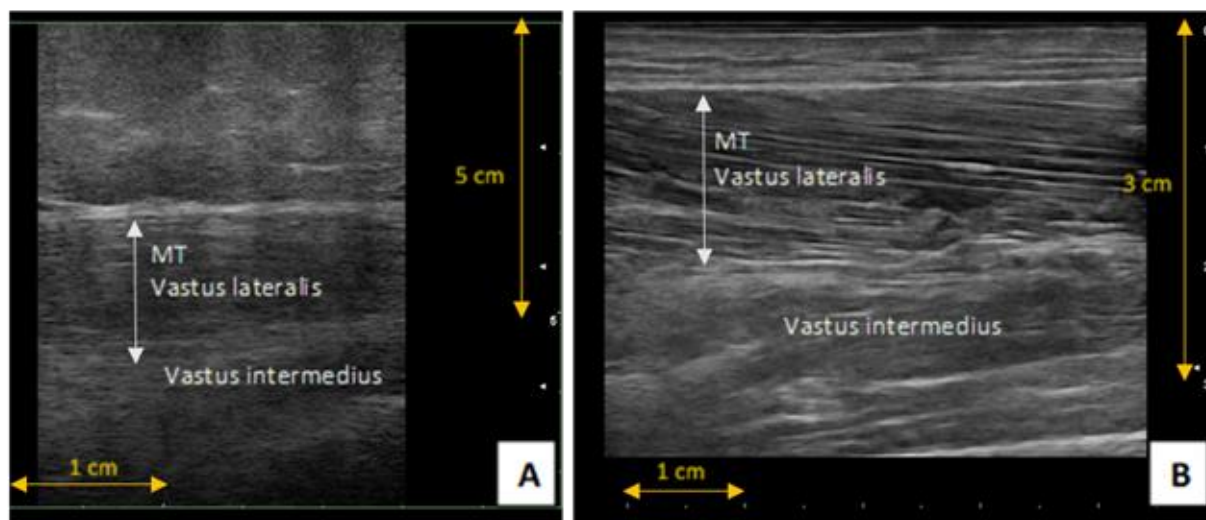 5 cm
MT
Vastus lateralis
Vastus intermedius
1 cm
A
MT
Vastus lateralis
3 cm
Vastus intermedius
1 cm
B